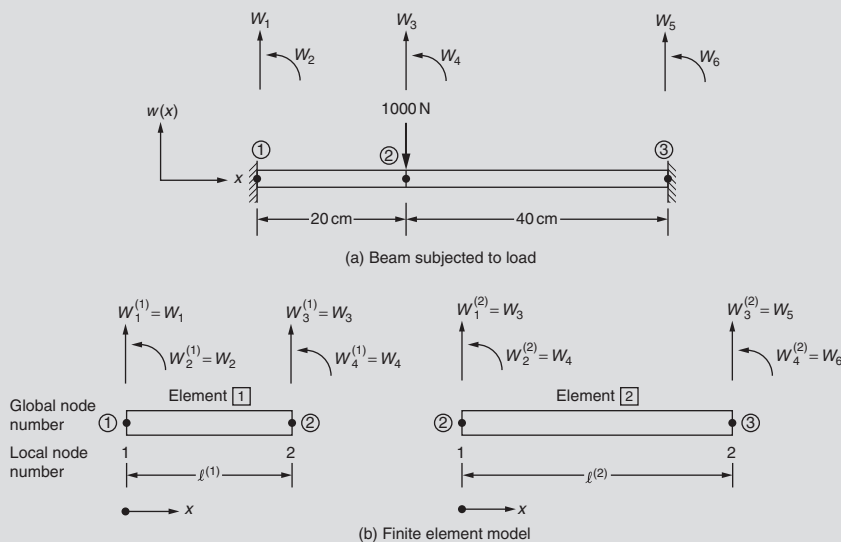 W1 W3 W5
W2 W4 W6
1000 N
w(x)
① ② ③
x
20 cm 40 cm
(a) Beam subjected to load
W1(1) = W1 W3(1) = W3 W1(2) = W3 W3(2) = W5
W2(1) = W2 W4(1) = W4 W2(2) = W4 W4(2) = W6
Element 1 Element 2
Global node
number
① ② ② ③
Local node
number
1 2 1 2
ℓ(1) ℓ(2)
x x
(b) Finite element model